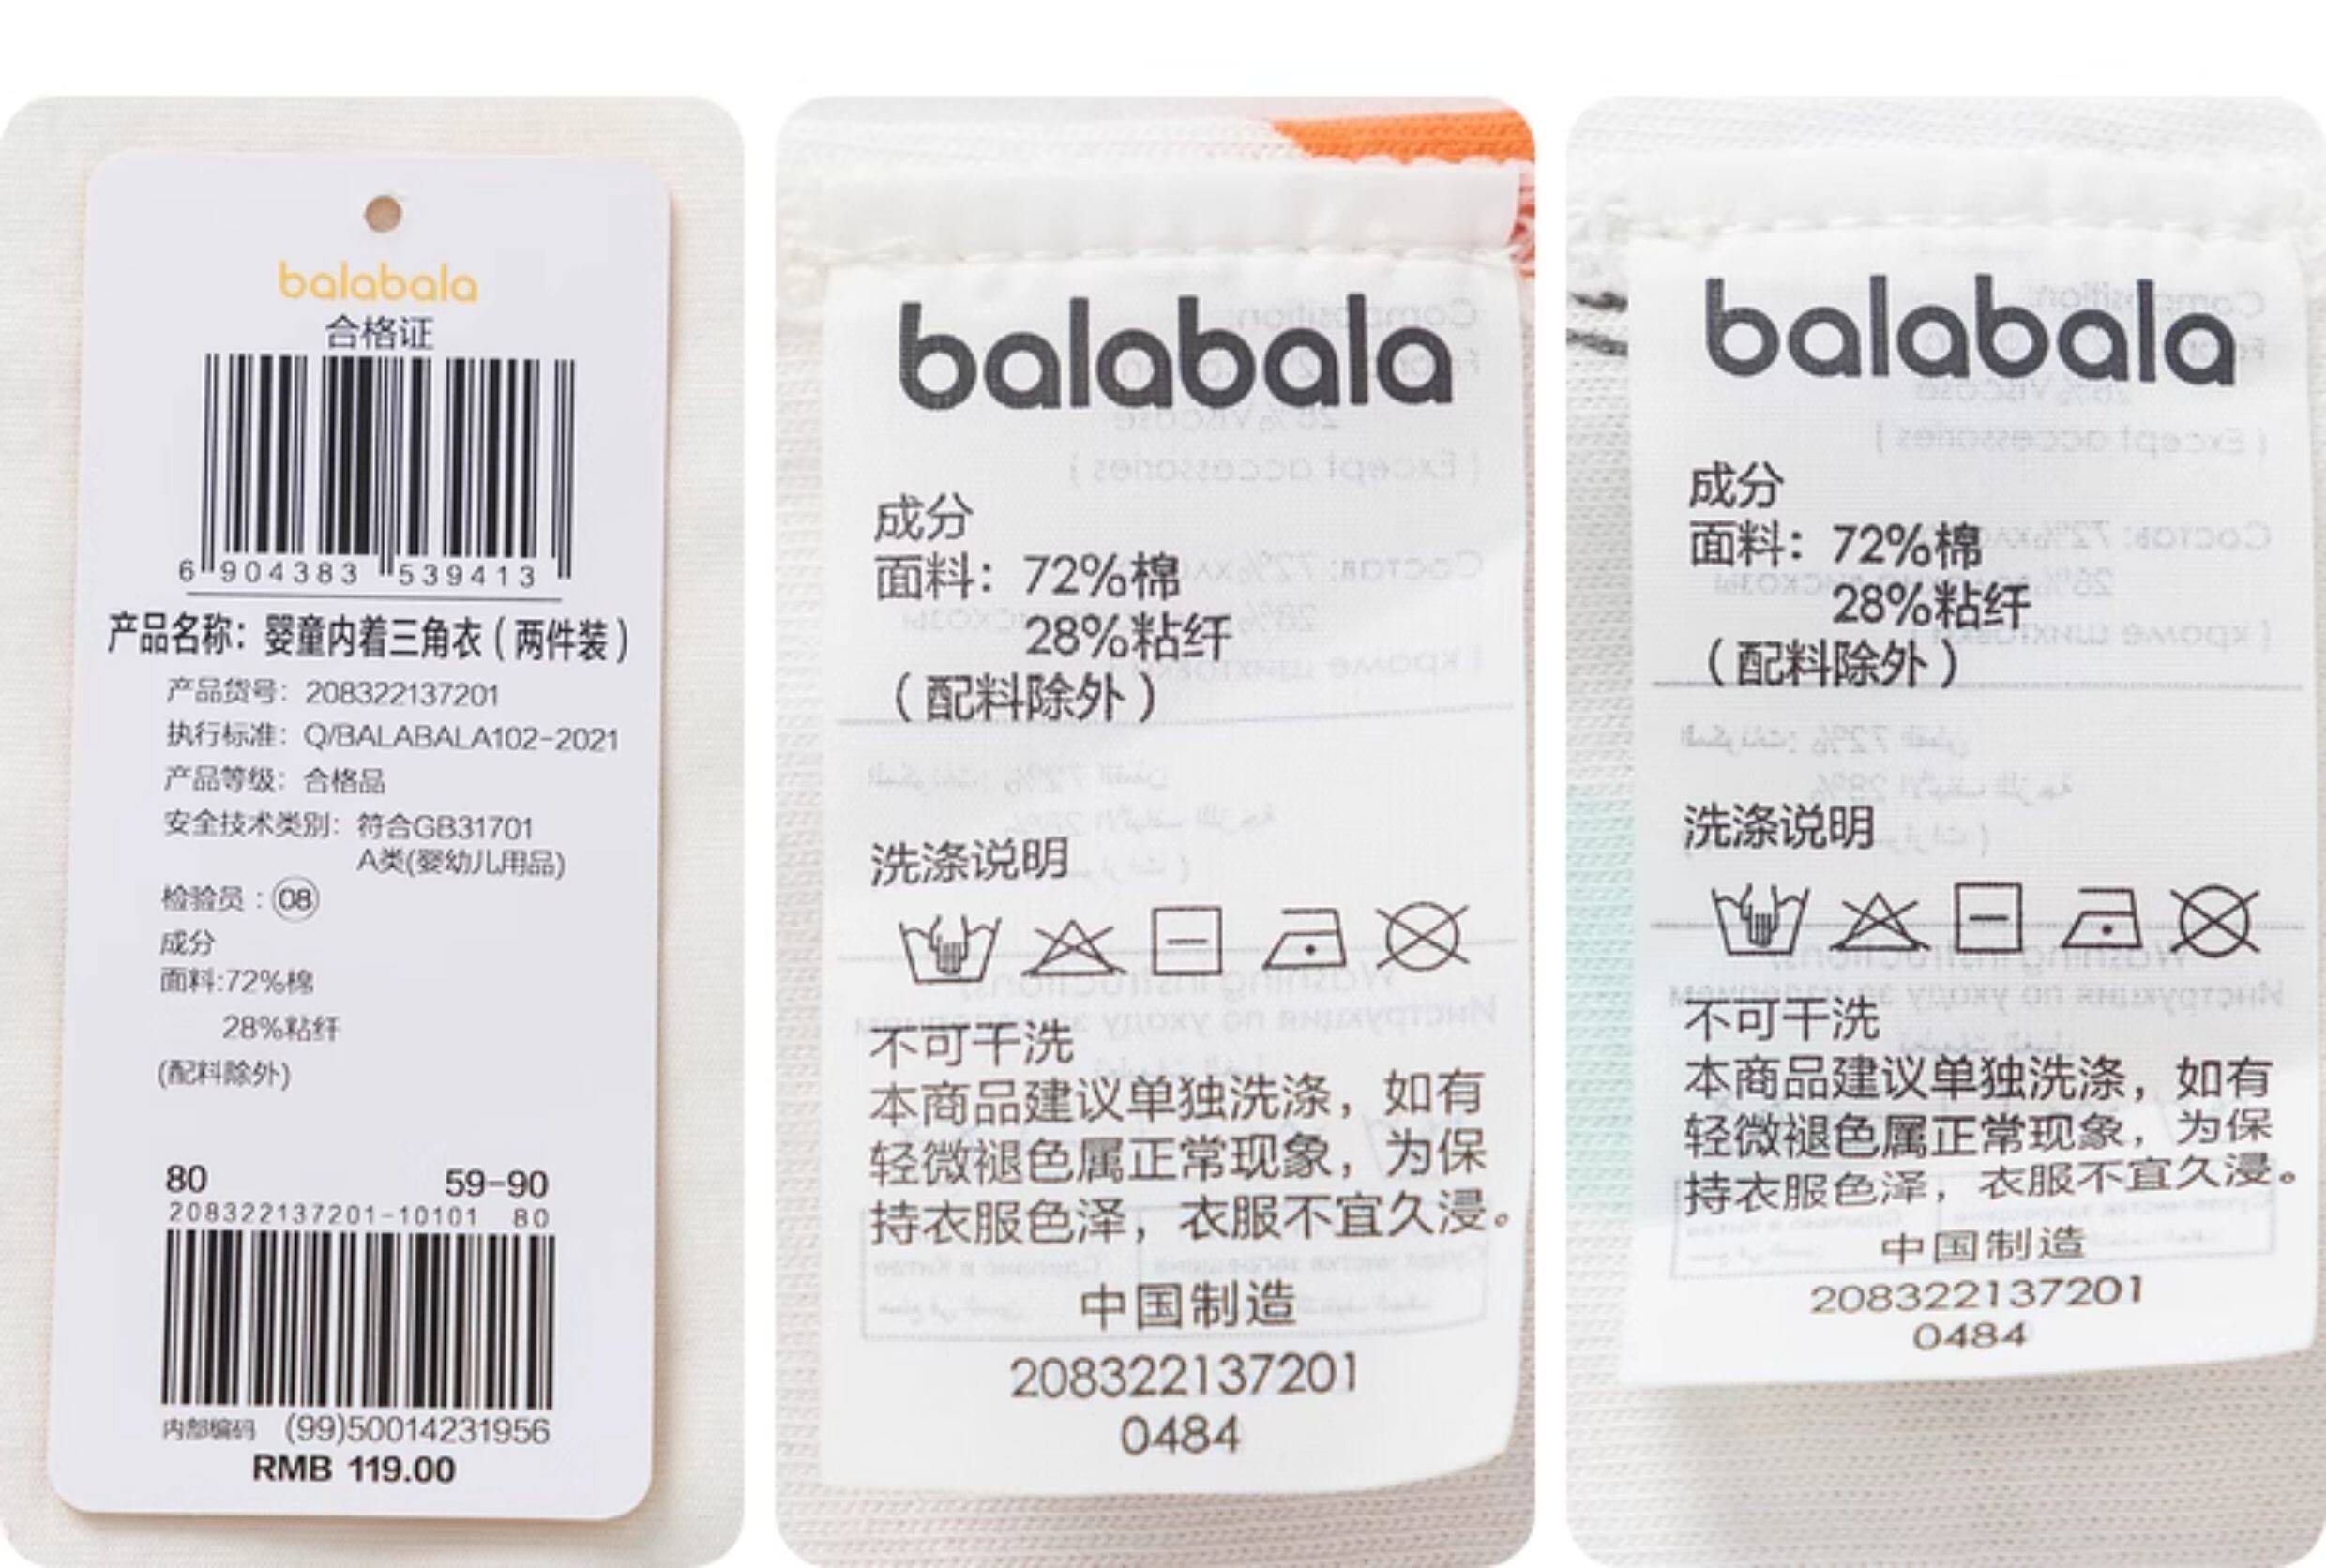 balabala
合格证
6 904383 539413
产品名称：婴童内着三角衣（两件装）
产品货号：208322137201
执行标准：Q/BALABALA102-2021
产品等级：合格品
安全技术类别：符合GB31701
A类(婴幼儿用品)
检验员：08
成分
面料:72%棉
28%粘纤
(配料除外)
80 59-90
208322137201-10101 80
内部编码 (99)50014231956
RMB 119.00
balabala
成分
面料：72%棉
28%粘纤
（配料除外）
洗涤说明
不可干洗
本商品建议单独洗涤，如有
轻微褪色属正常现象，为保
持衣服色泽，衣服不宜久浸。
中国制造
208322137201
0484
balabala
成分
面料：72%棉
28%粘纤
（配料除外）
洗涤说明
不可干洗
本商品建议单独洗涤，如有
轻微褪色属正常现象，为保
持衣服色泽，衣服不宜久浸。
中国制造
208322137201
0484